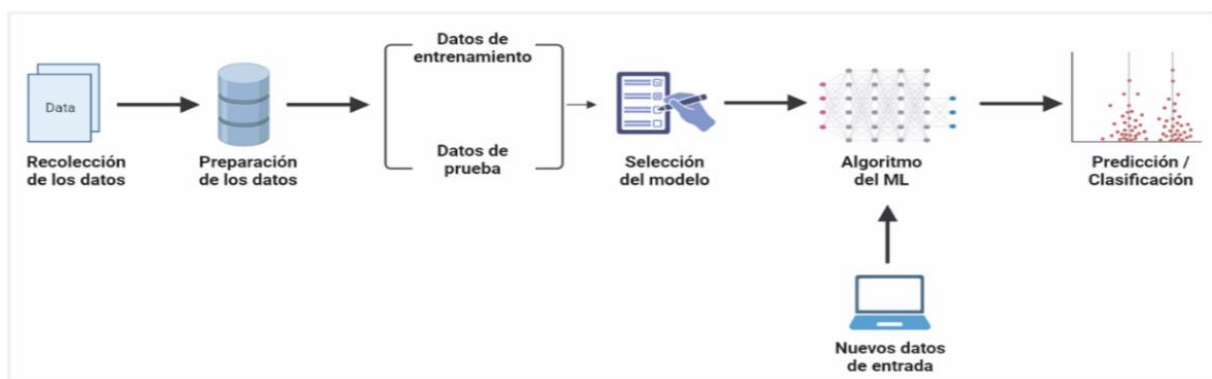 Data
Recolección
de los datos
Preparación
de los datos
Datos de
entrenamiento
Datos de
prueba
Selección
del modelo
Algoritmo
del ML
Predicción /
Clasificación
Nuevos datos
de entrada